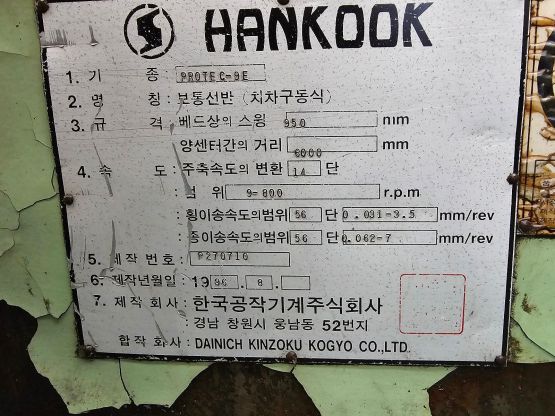 HANKOOK
1. 기 종 : PROTEC-9E
2. 명 칭 : 보통선반 (치차구동식)
3. 규 격 : 베드상의 스윙 950 mm
양센터간의 거리 6000 mm
4. 속 도 : 주축속도의 변환 14 단
: 범 위 9-800 r.p.m
: 횡이송속도의범위 56 단 0.031-3.5 mm/rev
: 종이송속도의범위 56 단 0.062-7 mm/rev
5. 제작 번호 : P270710
6. 제작년월일 : 1996. 8.
7. 제작 회사 : 한국공작기계주식회사
: 경남 창원시 웅남동 52번지
합작 회사 : DAINICH KINZOKU KOGYO CO., LTD.